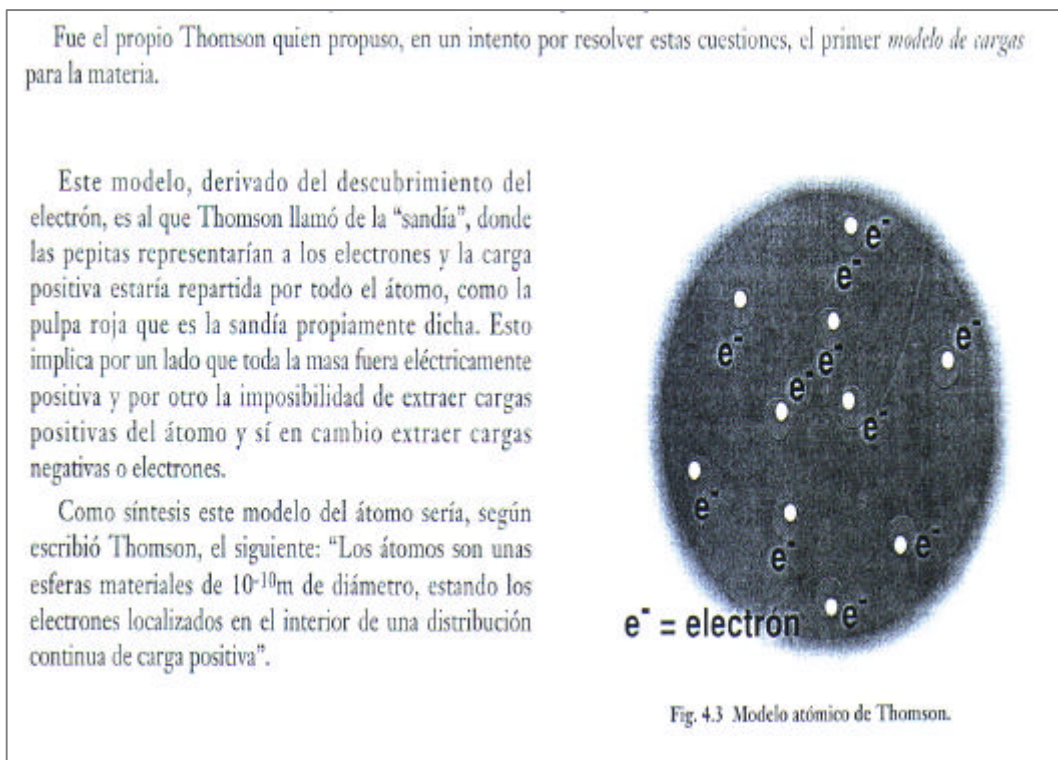 Fue el propio Thomson quien propuso, en un intento por resolver estas cuestiones, el primer modelo de cargas
para la materia.
Este modelo, derivado del descubrimiento del
electrón, es al que Thomson llamó de la “sandía”, donde
las pepitas representarían a los electrones y la carga
positiva estaría repartida por todo el átomo, como la
pulpa roja que es la sandía propiamente dicha. Esto
implica por un lado que toda la masa fuera eléctricamente
positiva y por otro la imposibilidad de extraer cargas
positivas del átomo y sí en cambio extraer cargas
negativas o electrones.
Como síntesis este modelo del átomo sería, según
escribió Thomson, el siguiente: “Los átomos son unas
esferas materiales de 10⁻¹⁰m de diámetro, estando los
electrones localizados en el interior de una distribución
continua de carga positiva”.
e⁻
e⁻
e⁻
e⁻
e⁻
e⁻
e⁻
e⁻
e⁻
e⁻
e⁻
e⁻ = electrón
Fig. 4.3 Modelo atómico de Thomson.